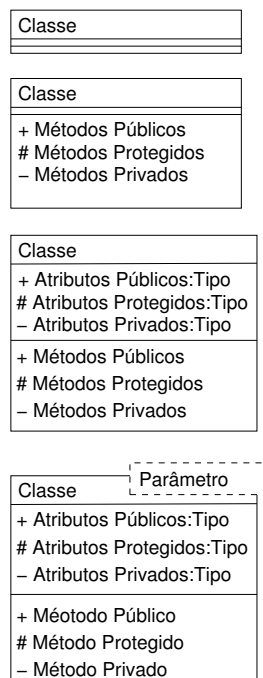 Classe
Classe
+ Métodos Públicos
# Métodos Protegidos
– Métodos Privados
Classe
+ Atributos Públicos:Tipo
# Atributos Protegidos:Tipo
– Atributos Privados:Tipo
+ Métodos Públicos
# Métodos Protegidos
– Métodos Privados
Parâmetro
Classe
+ Atributos Públicos:Tipo
# Atributos Protegidos:Tipo
– Atributos Privados:Tipo
+ Méotodo Público
# Método Protegido
– Método Privado